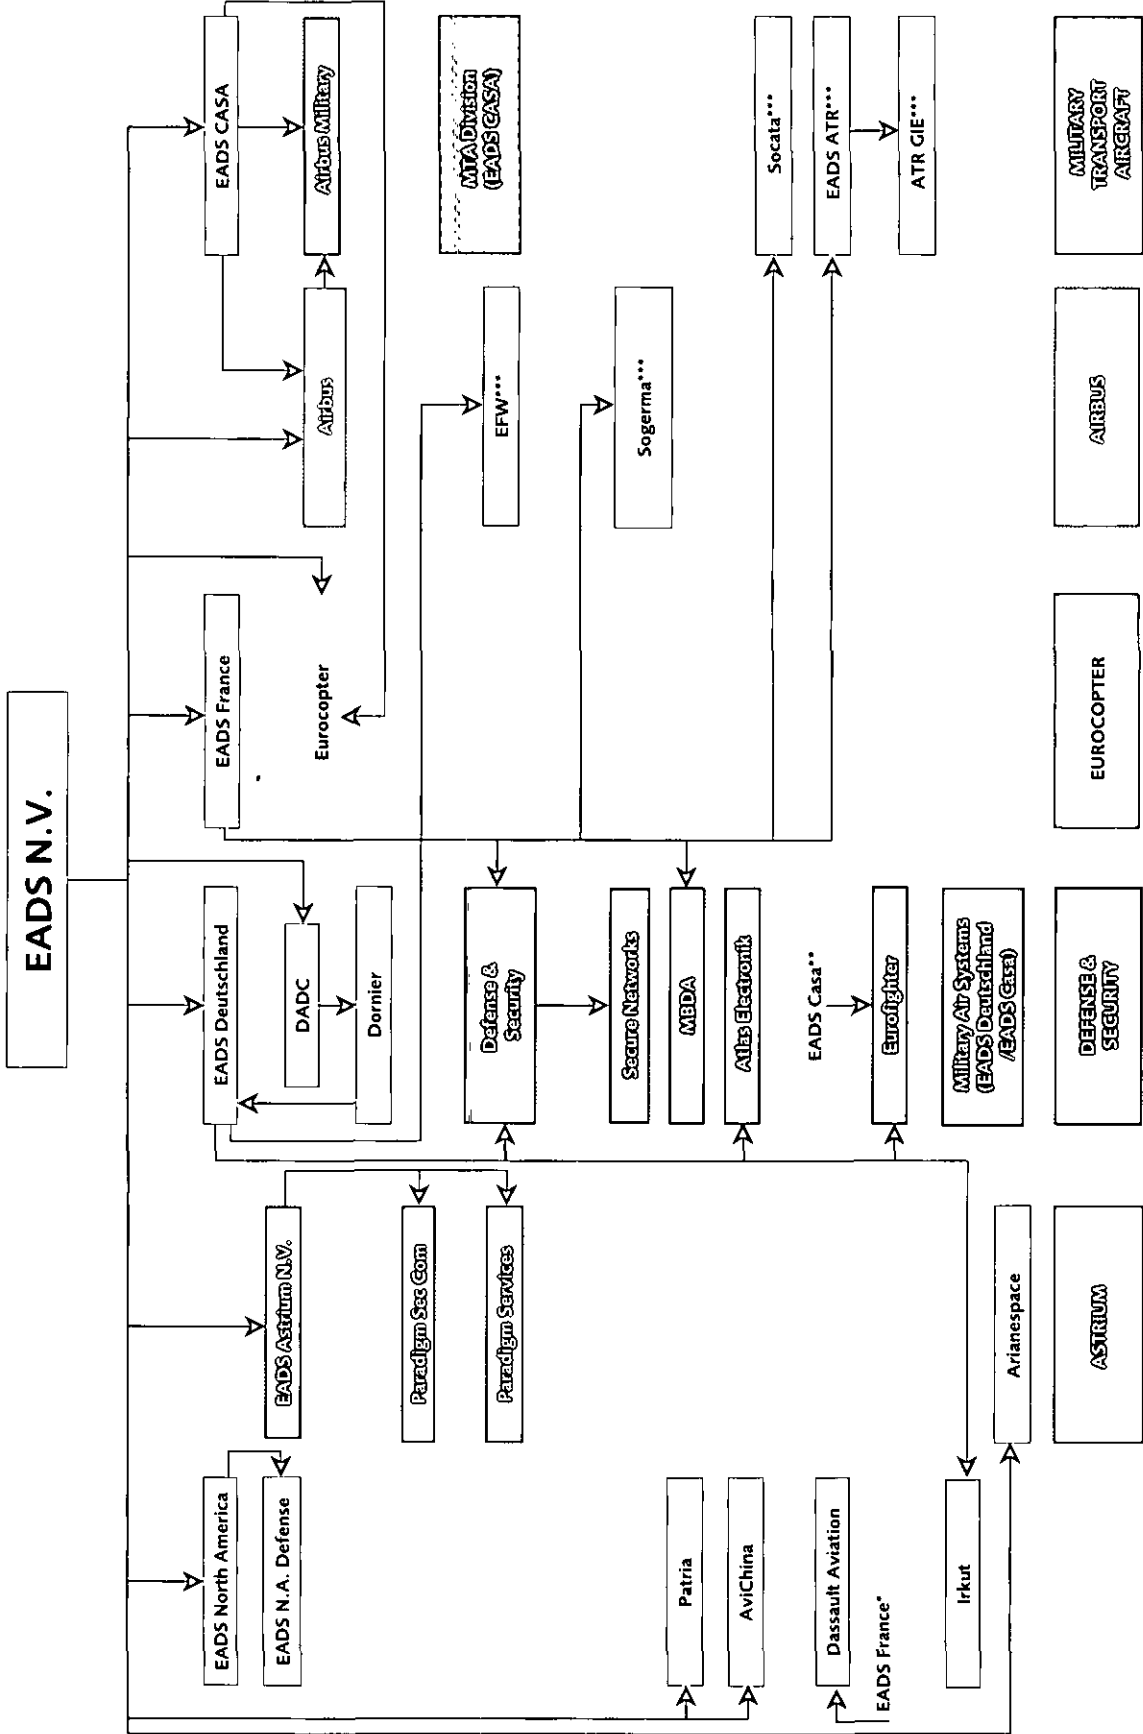 EADS N.V.
EADS North America
EADS N.A. Defense
Patria
AviChina
Dassault Aviation
EADS France*
Irkut
EADS Astrium N.V.
Paradigm Sec Com
Paradigm Services
Arianespace
ASTRIUM
EADS Deutschland
DADC
Dornier
Defense &
Security
Secure Networks
MBDA
Atlas Electronik
EADS Casa**
Eurofighter
Military Air Systems
(EADS Deutschland
/EADS Casa)
DEFENSE &
SECURITY
EADS France
Eurocopter
EUROCOPTER
Airbus
EFW***
Sogerma***
AIRBUS
EADS CASA
Airbus Military
MTA Division
(EADS CASA)
Socata***
EADS ATR***
ATR GIE***
MILITARY
TRANSPORT
AIRCRAFT